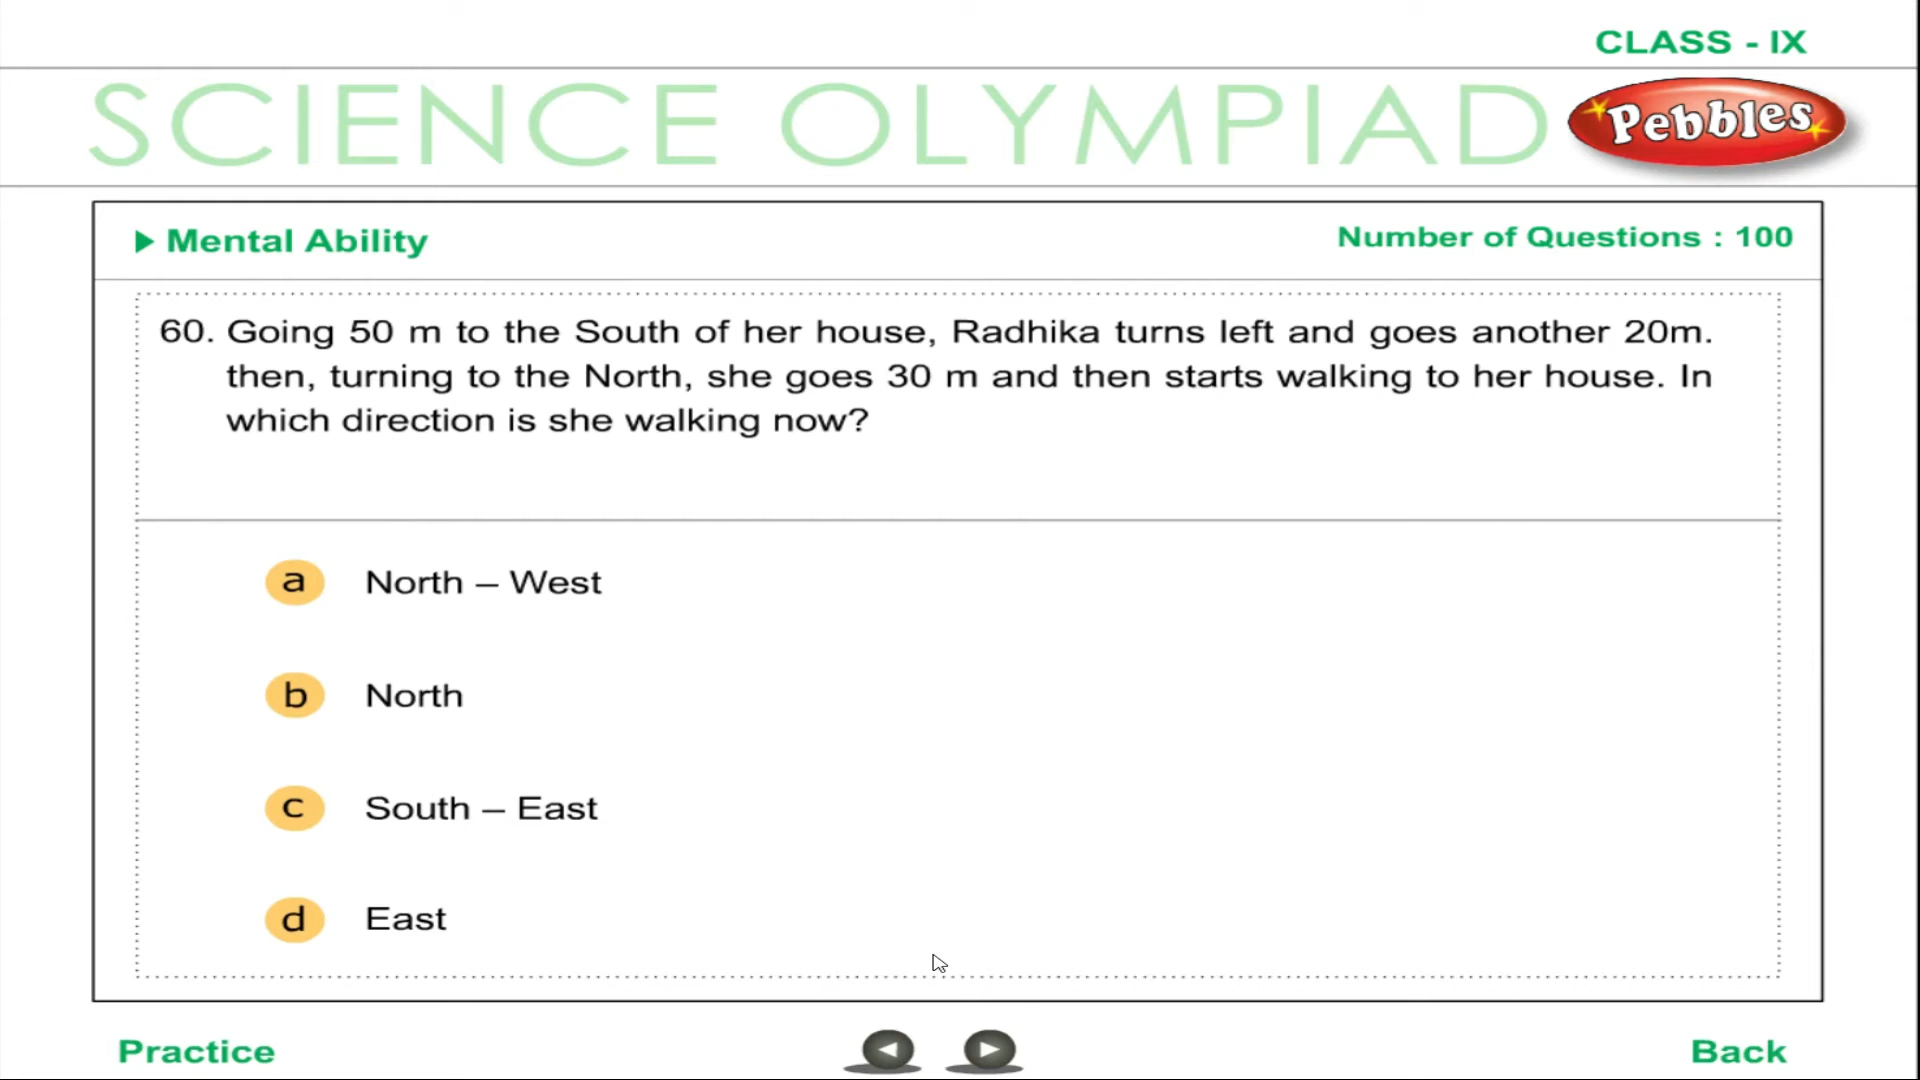 CLASS - IX
SCIENCE OLYMPIAD
Pebbles
Mental Ability
Number of Questions : 100
60. Going 50 m to the South of her house, Radhika turns left and goes another 20m.
then, turning to the North, she goes 30 m and then starts walking to her house. In
which direction is she walking now?
a North – West
b North
c South – East
d East
Practice
Back